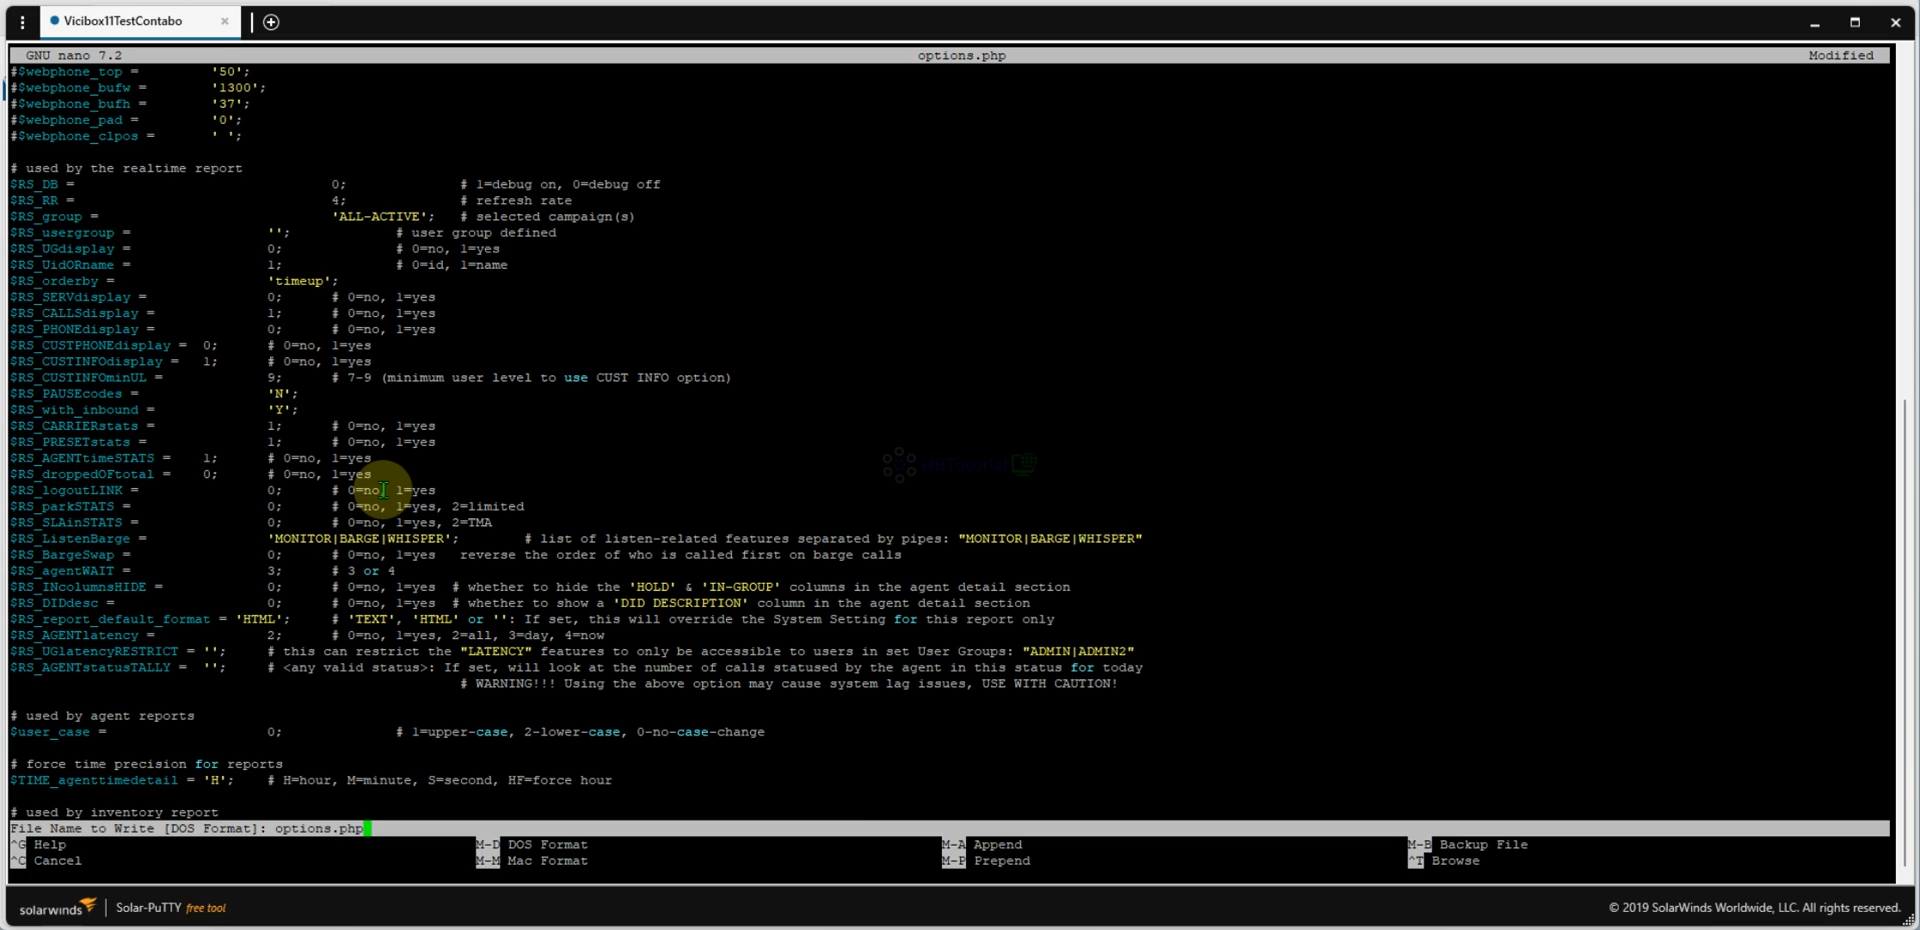 Vicibox11TestContabo
GNU nano 7.2 options.php Modified
#$webphone_top = '50';
#$webphone_bufw = '1300';
#$webphone_bufh = '37';
#$webphone_pad = '0';
#$webphone_clpos = ' ';
# used by the realtime report
$RS_DB = 0; # 1=debug on, 0=debug off
$RS_RR = 4; # refresh rate
$RS_group = 'ALL-ACTIVE'; # selected campaign(s)
$RS_usergroup = ''; # user group defined
$RS_UGdisplay = 0; # 0=no, 1=yes
$RS_UidORname = 1; # 0=id, 1=name
$RS_orderby = 'timeup';
$RS_SERVdisplay = 0; # 0=no, 1=yes
$RS_CALLSdisplay = 1; # 0=no, 1=yes
$RS_PHONEdisplay = 0; # 0=no, 1=yes
$RS_CUSTPHONEdisplay = 0; # 0=no, 1=yes
$RS_CUSTINFOdisplay = 1; # 0=no, 1=yes
$RS_CUSTINFOminUL = 9; # 7-9 (minimum user level to use CUST INFO option)
$RS_PAUSEcodes = 'N';
$RS_with_inbound = 'Y';
$RS_CARRIERstats = 1; # 0=no, 1=yes
$RS_PRESETstats = 1; # 0=no, 1=yes
$RS_AGENTtimeSTATS = 1; # 0=no, 1=yes
$RS_droppedOFtotal = 0; # 0=no, 1=yes
$RS_logoutLINK = 0; # 0=no, 1=yes
$RS_parkSTATS = 0; # 0=no, 1=yes, 2=limited
$RS_SLAinSTATS = 0; # 0=no, 1=yes, 2=TMA
$RS_ListenBarge = 'MONITOR|BARGE|WHISPER'; # list of listen-related features separated by pipes: "MONITOR|BARGE|WHISPER"
$RS_BargeSwap = 0; # 0=no, 1=yes reverse the order of who is called first on barge calls
$RS_agentWAIT = 3; # 3 or 4
$RS_INcolumnsHIDE = 0; # 0=no, 1=yes # whether to hide the 'HOLD' & 'IN-GROUP' columns in the agent detail section
$RS_DIDdesc = 0; # 0=no, 1=yes # whether to show a 'DID DESCRIPTION' column in the agent detail section
$RS_report_default_format = 'HTML'; # 'TEXT', 'HTML' or '': If set, this will override the System Setting for this report only
$RS_AGENTlatency = 2; # 0=no, 1=yes, 2=all, 3=day, 4=now
$RS_UGlatencyRESTRICT = ''; # this can restrict the "LATENCY" features to only be accessible to users in set User Groups: "ADMIN|ADMIN2"
$RS_AGENTstatusTALLY = ''; # <any valid status>: If set, will look at the number of calls statused by the agent in this status for today
# WARNING!!! Using the above option may cause system lag issues, USE WITH CAUTION!
# used by agent reports
$user_case = 0; # 1=upper-case, 2-lower-case, 0-no-case-change
# force time precision for reports
$TIME_agenttimedetail = 'H'; # H=hour, M=minute, S=second, HF=force hour
# used by inventory report
File Name to Write [DOS Format]: options.php
^G Help M-D DOS Format M-A Append M-B Backup File
^C Cancel M-M Mac Format M-P Prepend ^T Browse
solarwinds Solar-PuTTY free tool © 2019 SolarWinds Worldwide, LLC. All rights reserved.